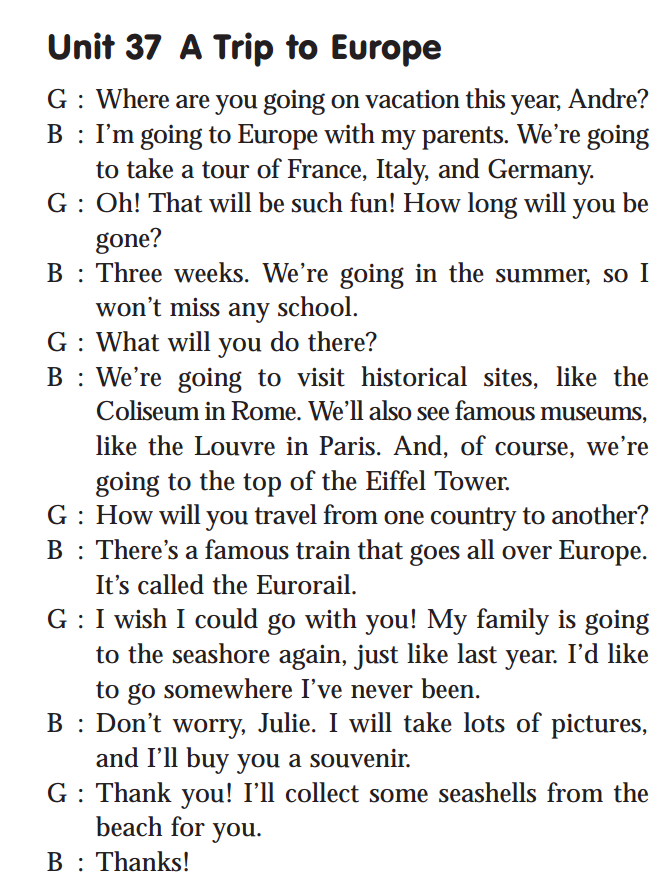 Unit 37 A Trip to Europe
G : Where are you going on vacation this year, Andre?
B : I'm going to Europe with my parents. We're going
to take a tour of France, Italy, and Germany.
G : Oh! That will be such fun! How long will you be
gone?
B : Three weeks. We're going in the summer, so I
won't miss any school.
G : What will you do there?
B : We're going to visit historical sites, like the
Coliseum in Rome. We'll also see famous museums,
like the Louvre in Paris. And, of course, we're
going to the top of the Eiffel Tower.
G : How will you travel from one country to another?
B : There's a famous train that goes all over Europe.
It's called the Eurorail.
G : I wish I could go with you! My family is going
to the seashore again, just like last year. I'd like
to go somewhere I've never been.
B : Don't worry, Julie. I will take lots of pictures,
and I'll buy you a souvenir.
G : Thank you! I'll collect some seashells from the
beach for you.
B : Thanks!